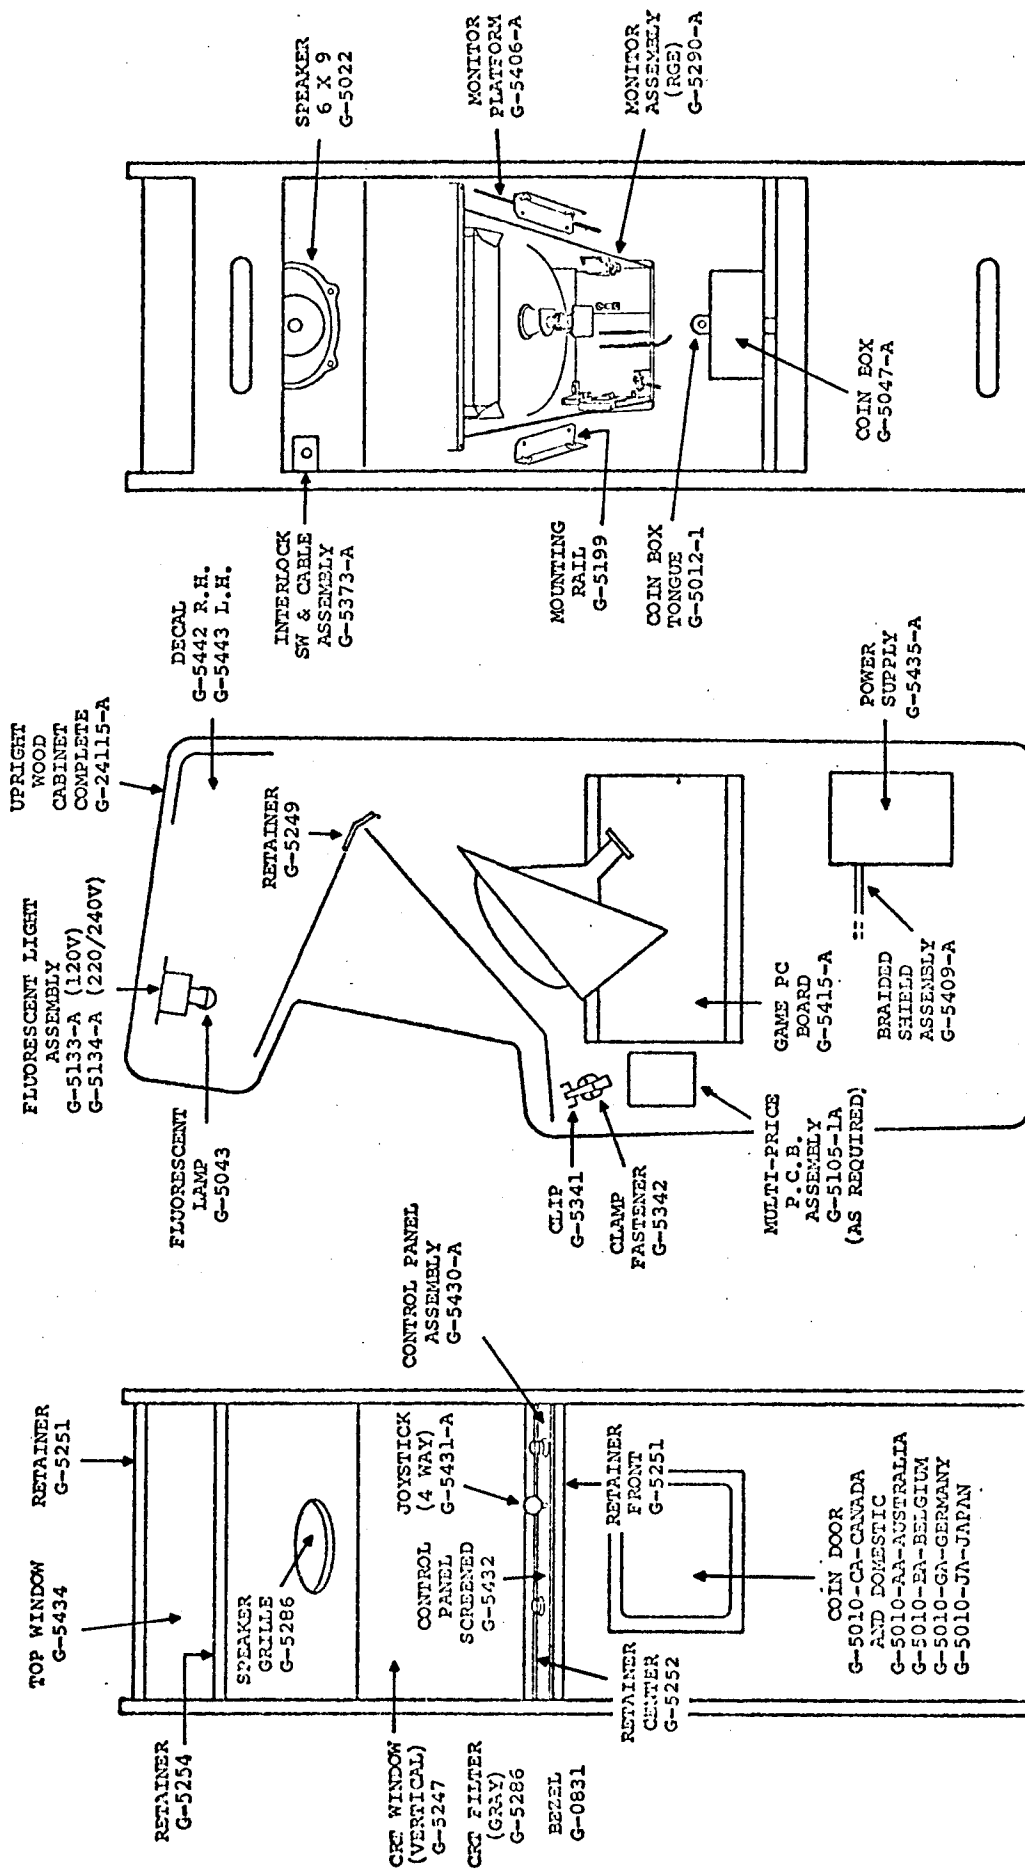 TOP WINDOW
G-5434
RETAINER
G-5251
RETAINER
G-5254
SPEAKER
GRILLE
G-5286
CRT WINDOW
(VERTICAL)
G-5247
CRT FILTER
(GRAY)
G-5286
BEZEL
G-0831
CONTROL
PANEL
SCREENED
G-5432
JOYSTICK
(4 WAY)
G-5431-A
CONTROL PANEL
ASSEMBLY
G-5430-A
RETAINER
CENTER
G-5252
RETAINER
FRONT
G-5251
COIN DOOR
G-5010-CA-CANADA
AND DOMESTIC
G-5010-AA-AUSTRALIA
G-5010-EA-BELGIUM
G-5010-GA-GERMANY
G-5010-JA-JAPAN
FLUORESCENT LIGHT
ASSEMBLY
G-5133-A (120V)
G-5134-A (220/240V)
UPRIGHT
WOOD
CABINET
COMPLETE
G-24115-A
DECAL
G-5442 R.H.
G-5443 L.H.
FLUORESCENT
LAMP
G-5043
RETAINER
G-5249
CLIP
G-5341
CLAMP
FASTENER
G-5342
MULTI-PRICE
P.C.B.
ASSEMBLY
G-5105-1A
(AS REQUIRED)
GAME PC
BOARD
G-5415-A
BRAIDED
SHIELD
ASSEMBLY
G-5409-A
POWER
SUPPLY
G-5435-A
INTERLOCK
SW & CABLE
ASSEMBLY
G-5373-A
SPEAKER
6 X 9
G-5022
MONITOR
PLATFORM
G-5406-A
MONITOR
ASSEMBLY
(RGE)
G-5290-A
MOUNTING
RAIL
G-5199
COIN BOX
TONGUE
G-5012-1
COIN BOX
G-5047-A